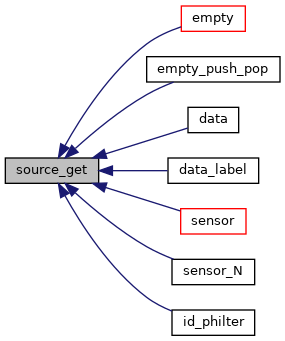 empty
empty_push_pop
data
source_get
data_label
sensor
sensor_N
id_philter